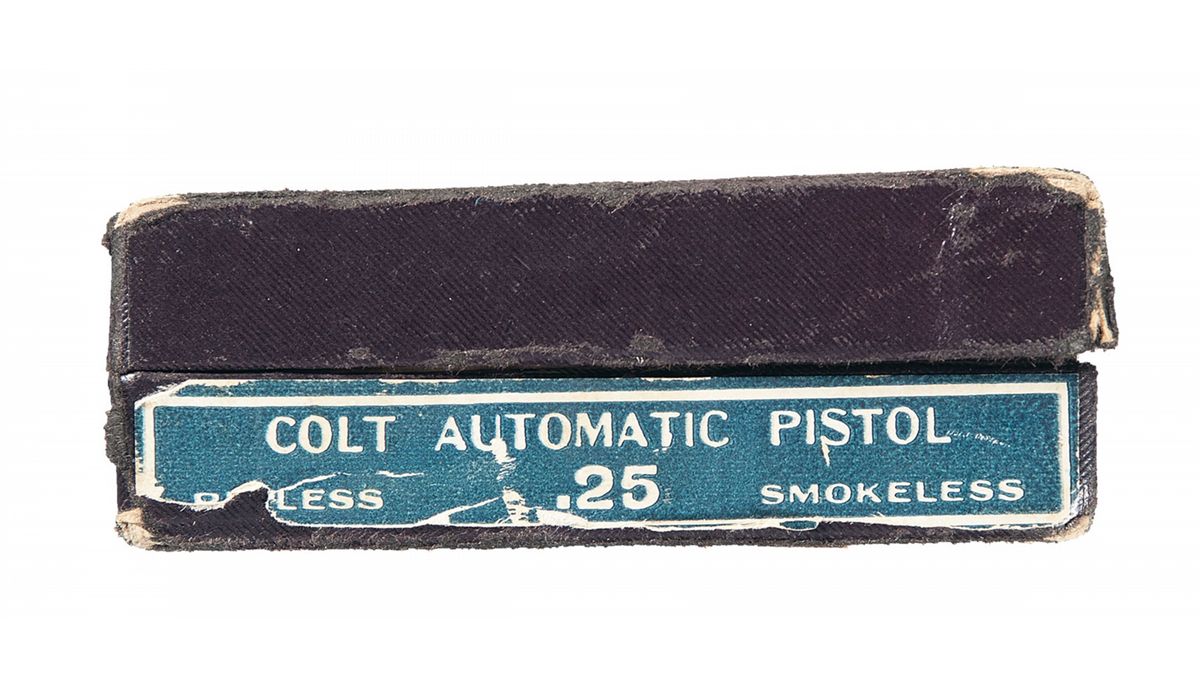 COLT AUTOMATIC PISTOL
.25 SMOKELESS